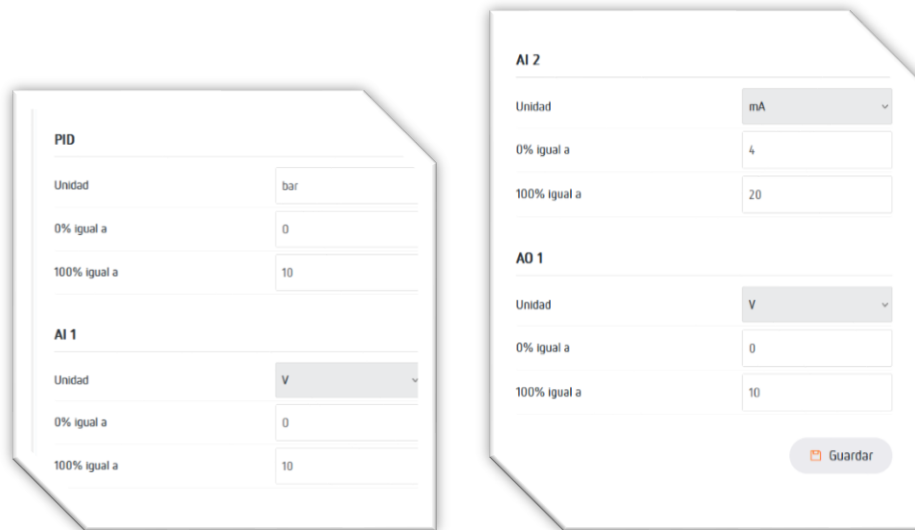 PID
Unidad bar
0% igual a 0
100% igual a 10
AI 1
Unidad V
0% igual a 0
100% igual a 10
AI 2
Unidad mA
0% igual a 4
100% igual a 20
AO 1
Unidad V
0% igual a 0
100% igual a 10
Guardar